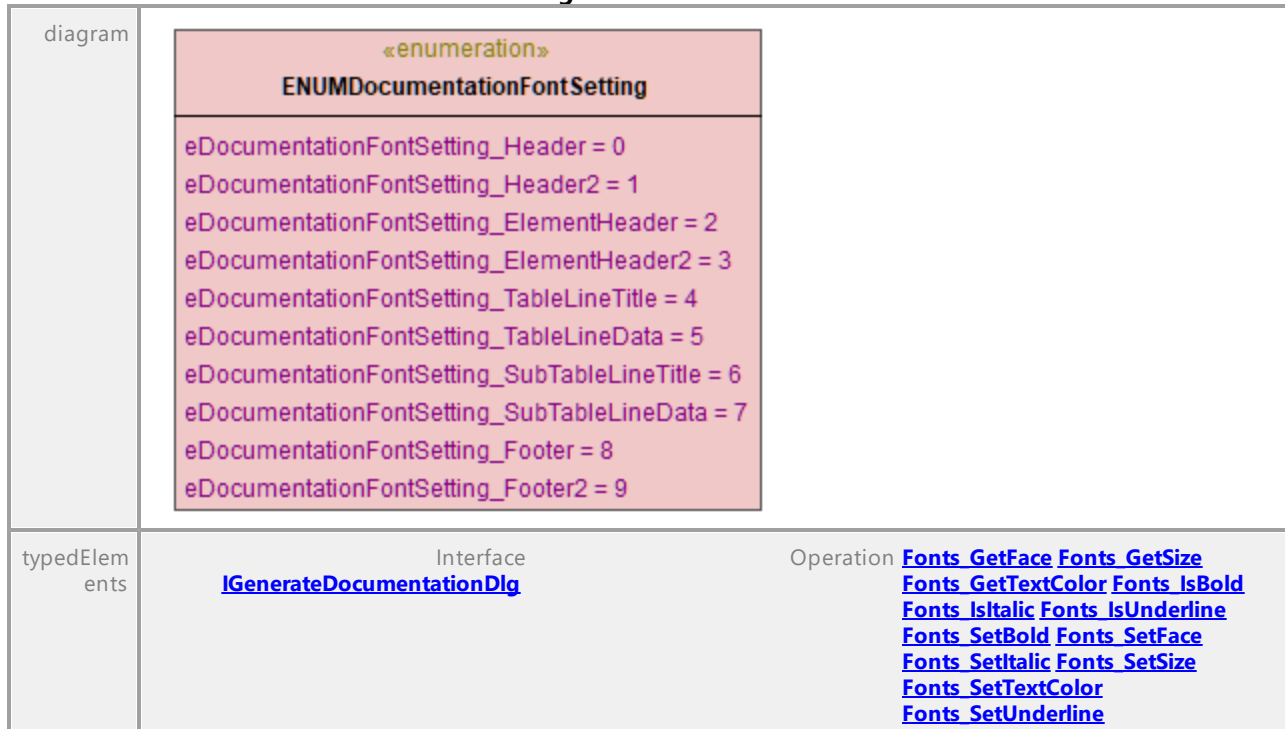 diagram
«enumeration»
ENUMDocumentationFontSetting
eDocumentationFontSetting_Header = 0
eDocumentationFontSetting_Header2 = 1
eDocumentationFontSetting_ElementHeader = 2
eDocumentationFontSetting_ElementHeader2 = 3
eDocumentationFontSetting_TableLineTitle = 4
eDocumentationFontSetting_TableLineData = 5
eDocumentationFontSetting_SubTableLineTitle = 6
eDocumentationFontSetting_SubTableLineData = 7
eDocumentationFontSetting_Footer = 8
eDocumentationFontSetting_Footer2 = 9
typedElem
ents
Interface
IGenerateDocumentationDlg
Operation Fonts_GetFace Fonts_GetSize
Fonts_GetTextColor Fonts_IsBold
Fonts_IsItalic Fonts_IsUnderline
Fonts_SetBold Fonts_SetFace
Fonts_SetItalic Fonts_SetSize
Fonts_SetTextColor
Fonts_SetUnderline